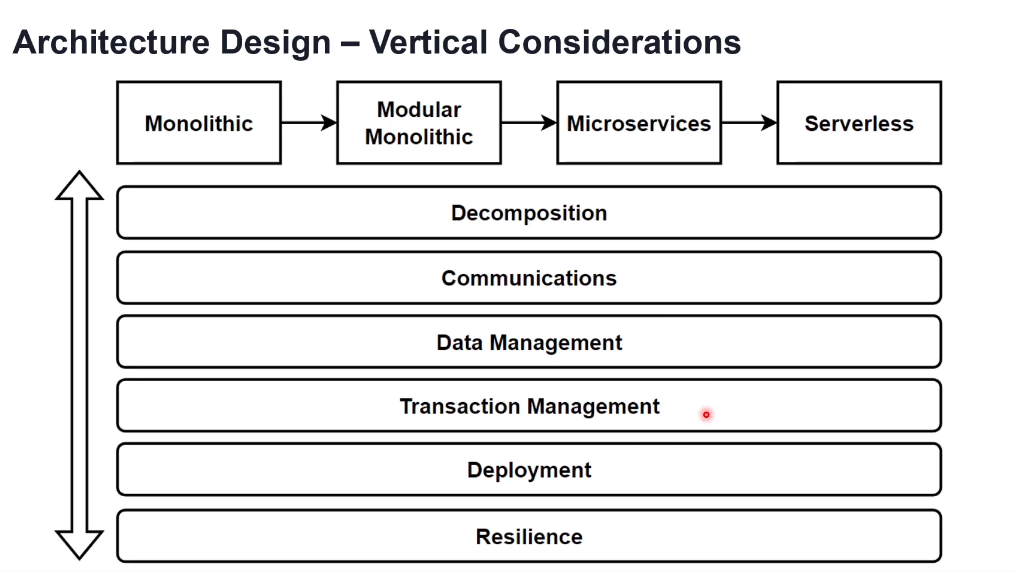 Architecture Design – Vertical Considerations
Monolithic
Modular
Monolithic
Microservices
Serverless
Decomposition
Communications
Data Management
Transaction Management
Deployment
Resilience